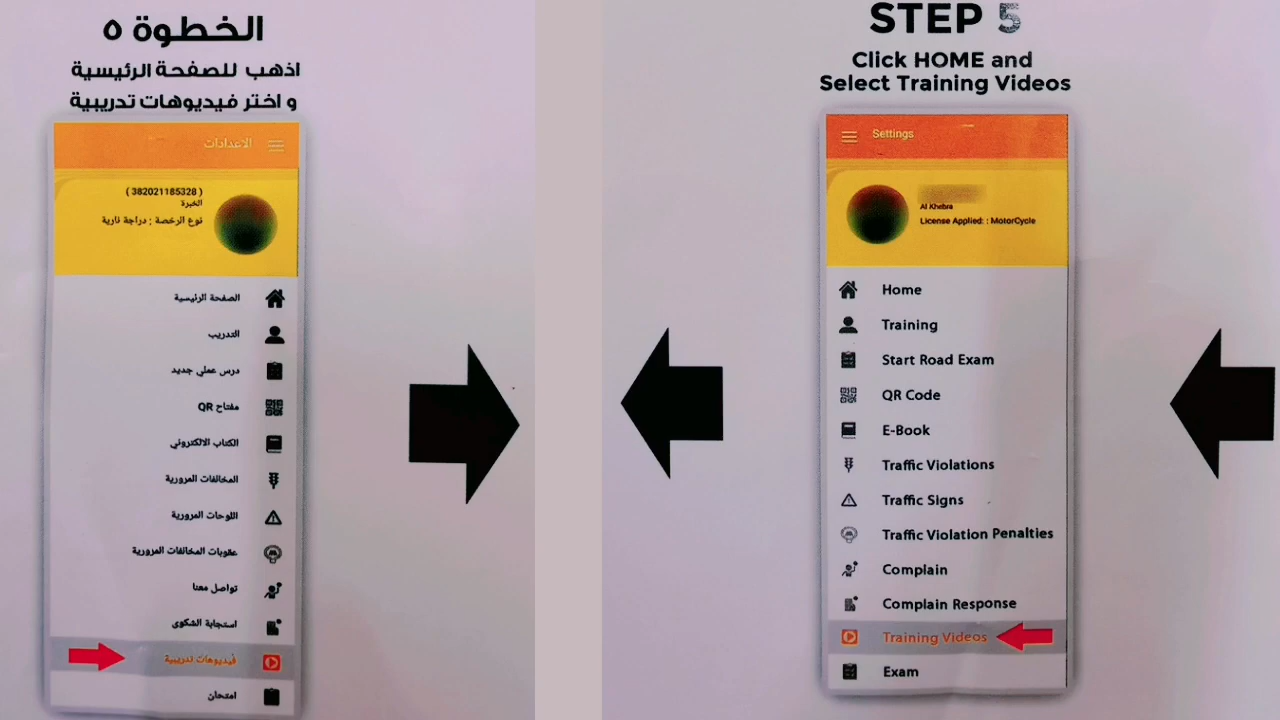 الخطوة ٥
اذهب للصفحة الرئيسية
و اختر فيديوهات تدريبية
الاعدادات
( 382021185328 )
الخبرة
نوع الرخصة : دراجة نارية
الصفحة الرئيسية
التدريب
درس عملي جديد
مفتاح QR
الكتاب الالكتروني
المخالفات المرورية
اللوحات المرورية
عقوبات المخالفات المرورية
تواصل معنا
استجابة الشكوى
فيديوهات تدريبية
امتحان
STEP 5
Click HOME and
Select Training Videos
Settings
Al Khebra
License Applied: : MotorCycle
Home
Training
Start Road Exam
QR Code
E-Book
Traffic Violations
Traffic Signs
Traffic Violation Penalties
Complain
Complain Response
Training Videos
Exam